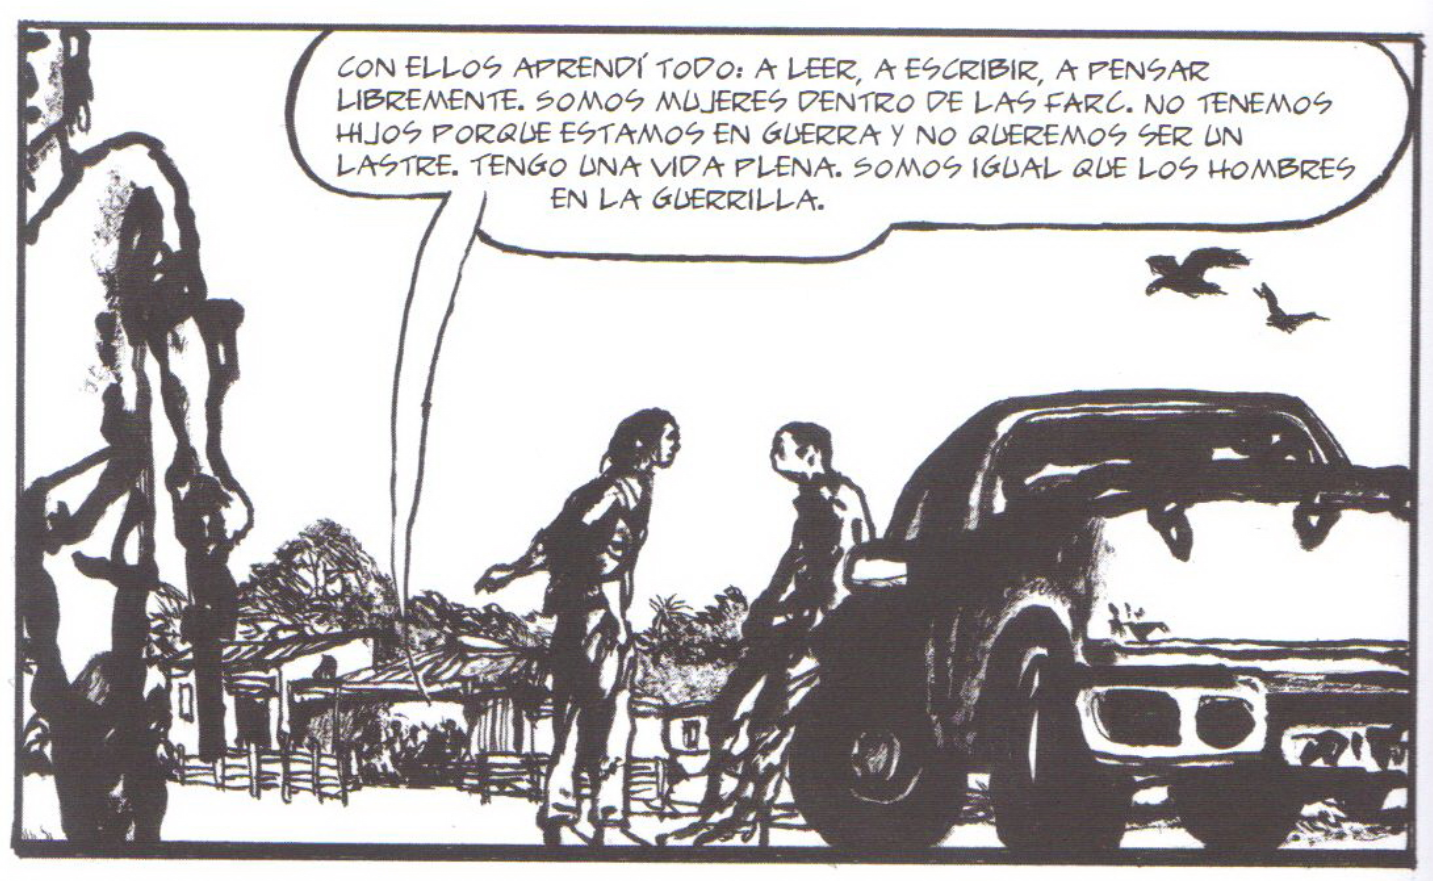 CON ELLOS APRENDÍ TODO: A LEER, A ESCRIBIR, A PENSAR
LIBREMENTE. SOMOS MUJERES DENTRO DE LAS FARC. NO TENEMOS
HIJOS PORQUE ESTAMOS EN GUERRA Y NO QUEREMOS SER UN
LASTRE. TENGO UNA VIDA PLENA. SOMOS IGUAL QUE LOS HOMBRES
EN LA GUERRILLA.